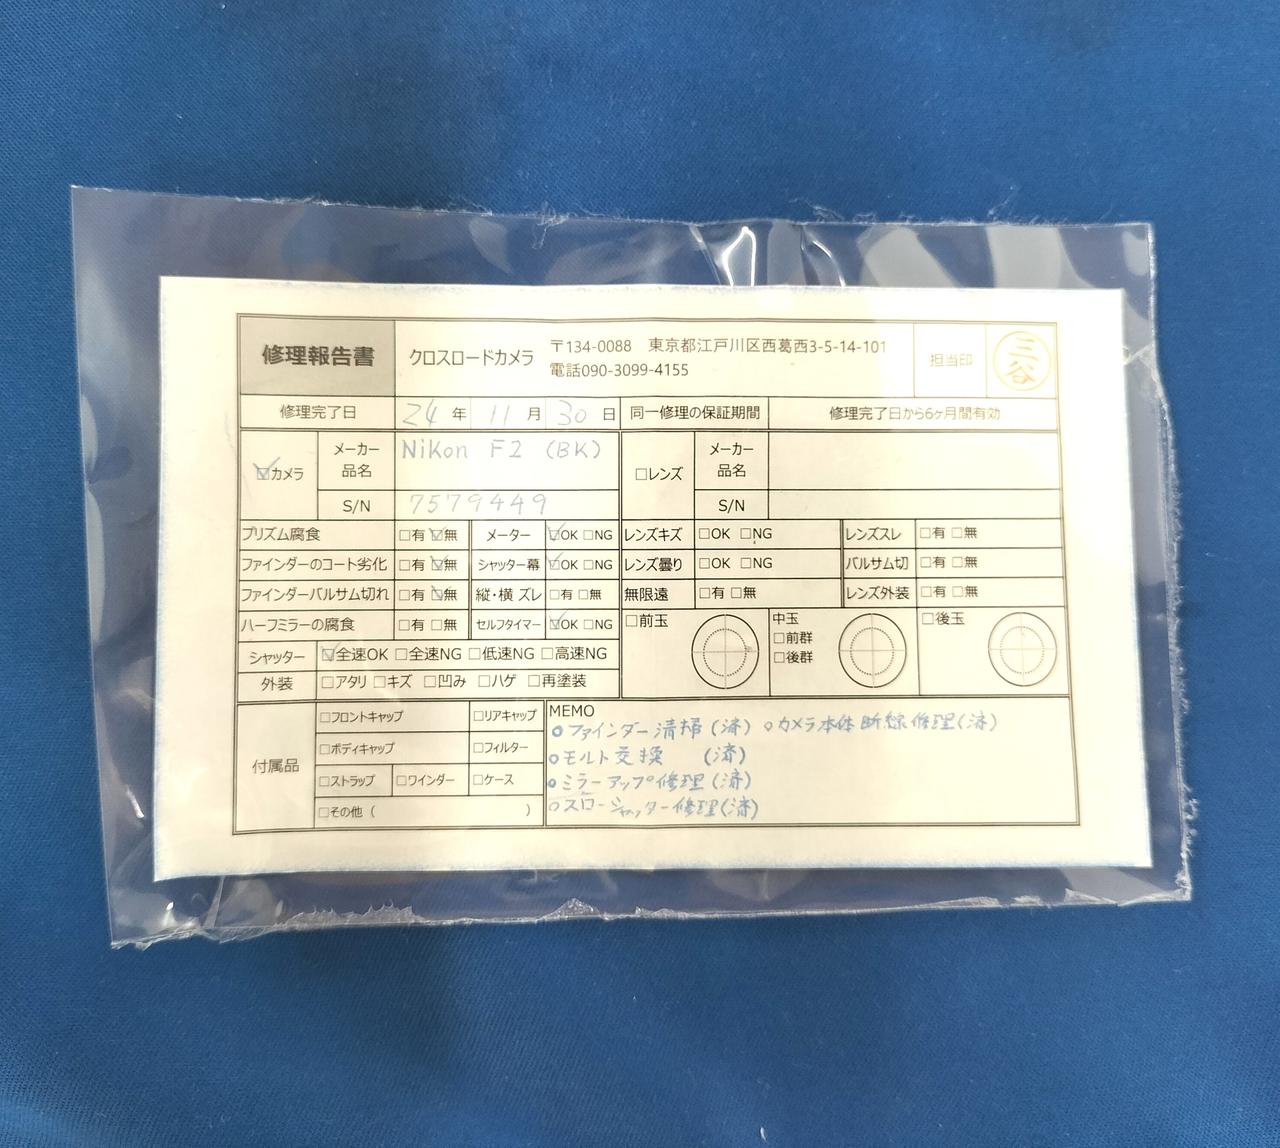 修理報告書 クロスロードカメラ 〒134-0088 東京都江戸川区西葛西3-5-14-101
電話090-3099-4155
担当印 三谷
修理完了日 24 年 11 月 30 日 同一修理の保証期間 修理完了日から6ヶ月間有効
☑カメラ メーカー 品名 Nikon F2 (BK)
S/N 7579449
□レンズ メーカー 品名
S/N
プリズム腐食 □有 ☑無 メーター ☑OK □NG レンズキズ □OK □NG レンズスレ □有 □無
ファインダーのコート劣化 □有 ☑無 シャッター幕 ☑OK □NG レンズ曇り □OK □NG バルサム切 □有 □無
ファインダーバルサム切れ □有 ☑無 縦・横 ズレ □有 □無 無限遠 □有 □無 レンズ外装 □有 □無
ハーフミラーの腐食 □有 □無 セルフタイマー ☑OK □NG □前玉 中玉 □前群 □後群 □後玉
シャッター ☑全速OK □全速NG □低速NG □高速NG
外装 □アタリ □キズ □凹み □ハゲ □再塗装
付属品 □フロントキャップ □リアキャップ
□ボディキャップ □フィルター
□ストラップ □ワインダー □ケース
□その他 ( )
MEMO
○ファインダー清掃(済) ○カメラ本体断線修理(済)
○モルト交換 (済)
○ミラーアップ修理(済)
○スローシャッター修理(済)